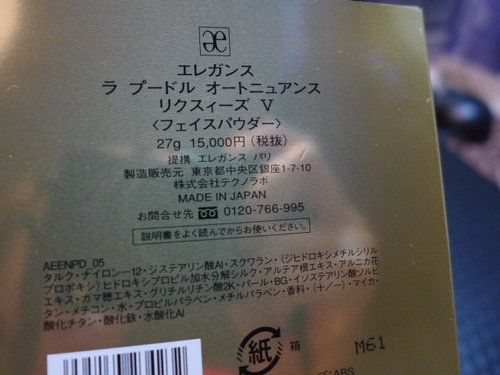 æ
エレガンス
ラ プードル オートニュアンス
リクスィーズ V
〈フェイスパウダー〉
27g 15,000円(税抜)
提携 エレガンス パリ
製造販売元 東京都中央区銀座1-7-10
株式会社テクノラボ
MADE IN JAPAN
お問合せ先 0120-766-995
説明書をよく読んでからお使いください。
AEENPD 05
タルク・ナイロン-12・ジステアリン酸Al・スクワラン・(ジヒドロキシメチルシリル
プロポキシ)ヒドロキシプロピル加水分解シルク・アルテア根エキス・アルニカ花
エキス・ガマ穂エキス・グリチルリチン酸2K・パール・BG・イソステアリン酸ソルビ
タン・メチコン・水・プロピルパラベン・メチルパラベン・香料・(+/-)・マイカ・
酸化チタン・酸化鉄・水酸化Al
紙 箱
M61
ABS